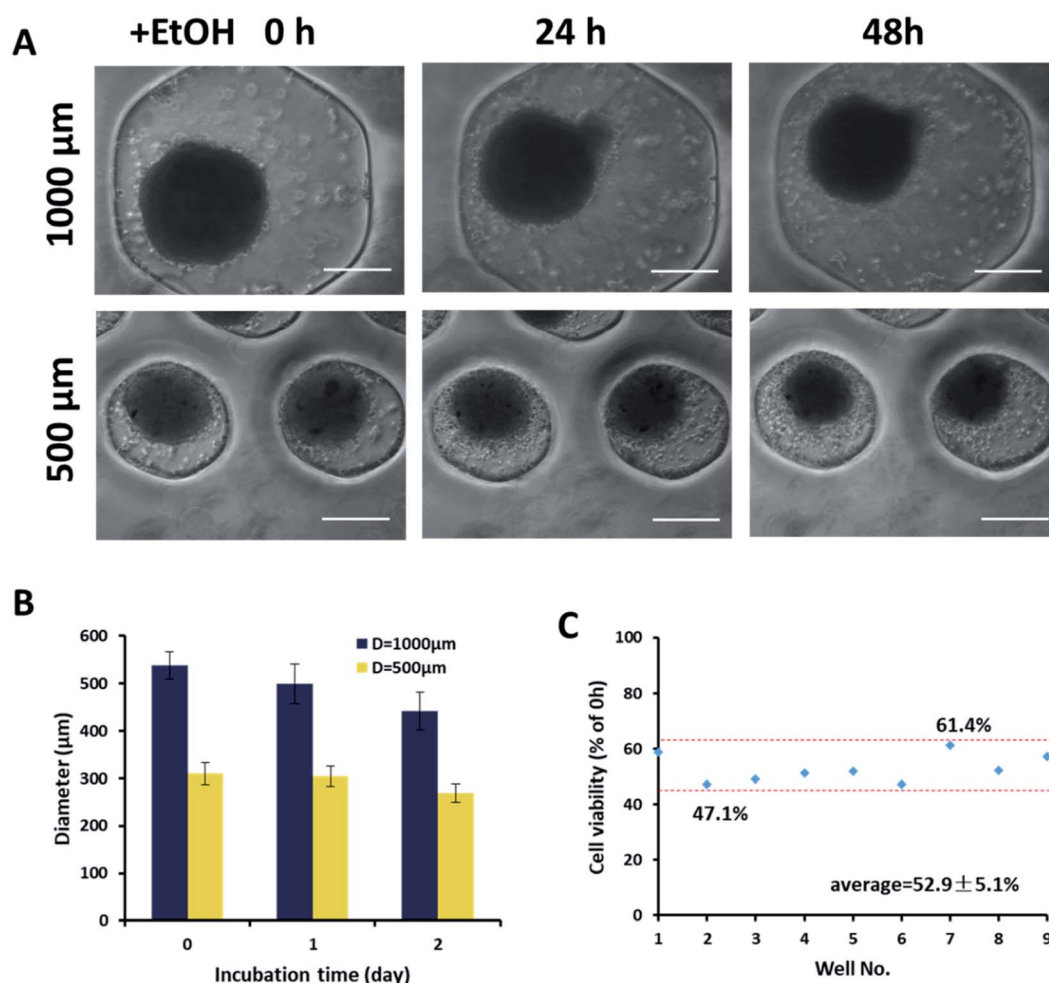 A
+EtOH 0 h
24 h
48h
1000 µm
500 µm
B
600
500
400
300
200
100
0
Diameter (µm)
D=1000µm
D=500µm
0 1 2
Incubation time (day)
C
100
80
60
40
20
0
Cell viability (% of 0h)
61.4%
47.1%
average=52.9±5.1%
1 2 3 4 5 6 7 8 9
Well No.